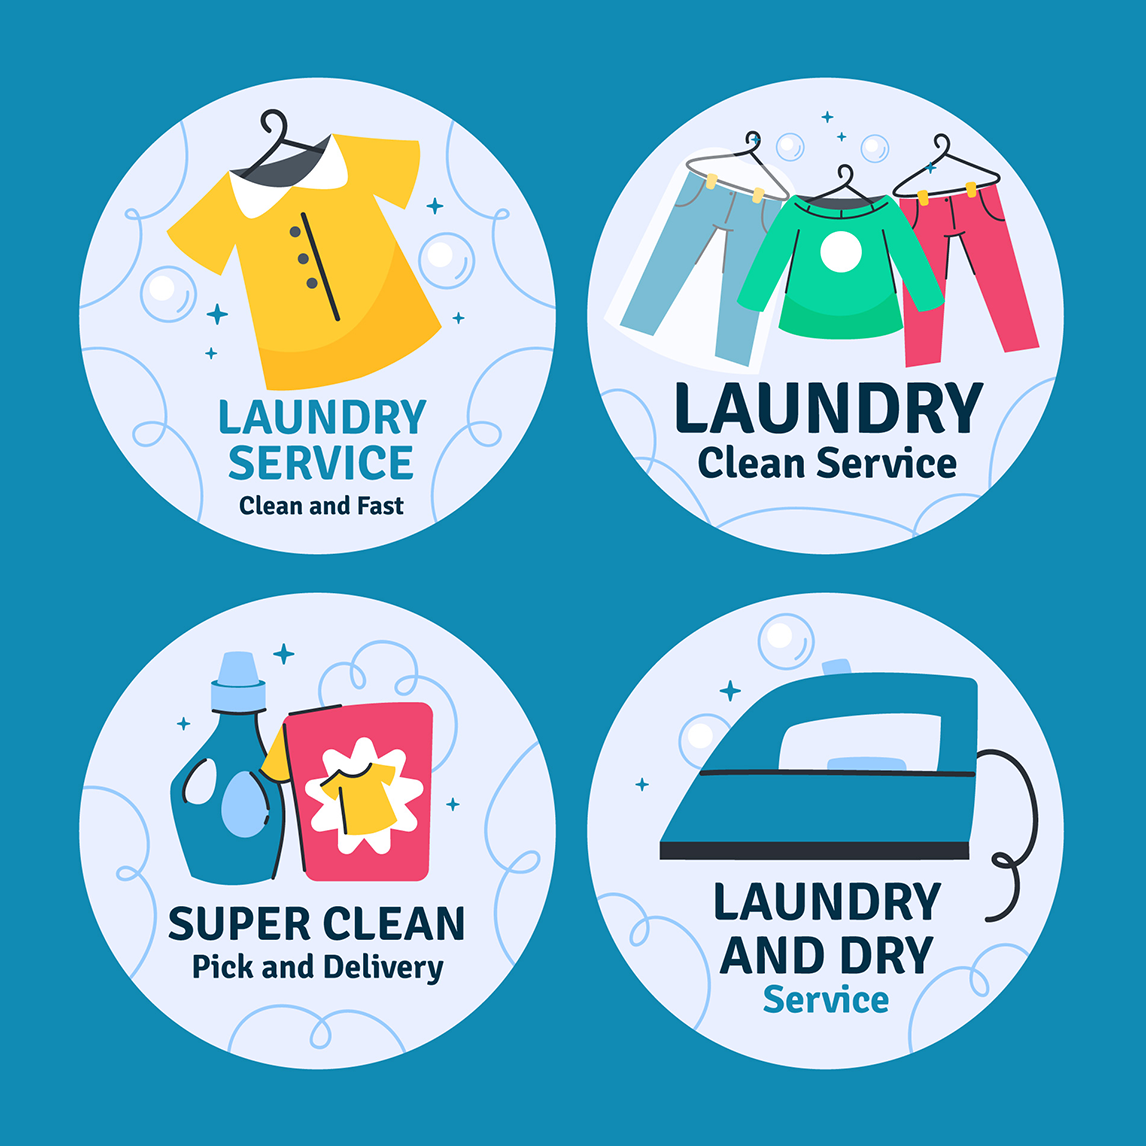 LAUNDRY
SERVICE
Clean and Fast
LAUNDRY
Clean Service
SUPER CLEAN
Pick and Delivery
LAUNDRY
AND DRY
Service